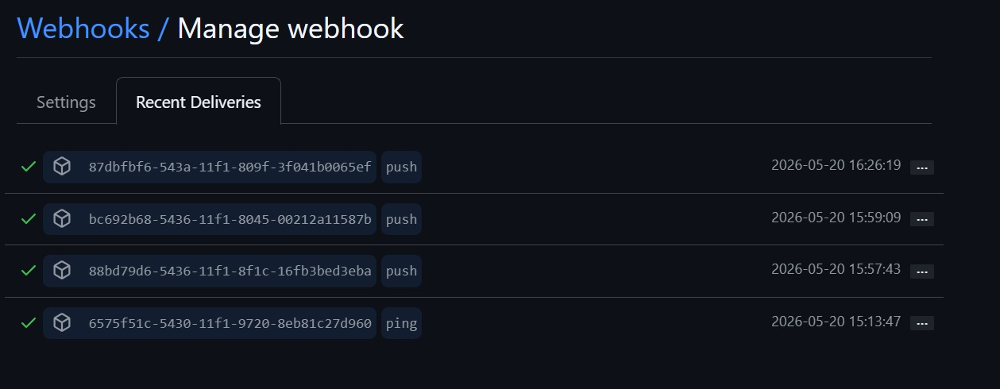 Webhooks / Manage webhook
Settings Recent Deliveries
87dbfbf6-543a-11f1-809f-3f041b0065ef push 2026-05-20 16:26:19 ...
bc692b68-5436-11f1-8045-00212a11587b push 2026-05-20 15:59:09 ...
88bd79d6-5436-11f1-8f1c-16fb3bed3eba push 2026-05-20 15:57:43 ...
6575f51c-5430-11f1-9720-8eb81c27d960 ping 2026-05-20 15:13:47 ...